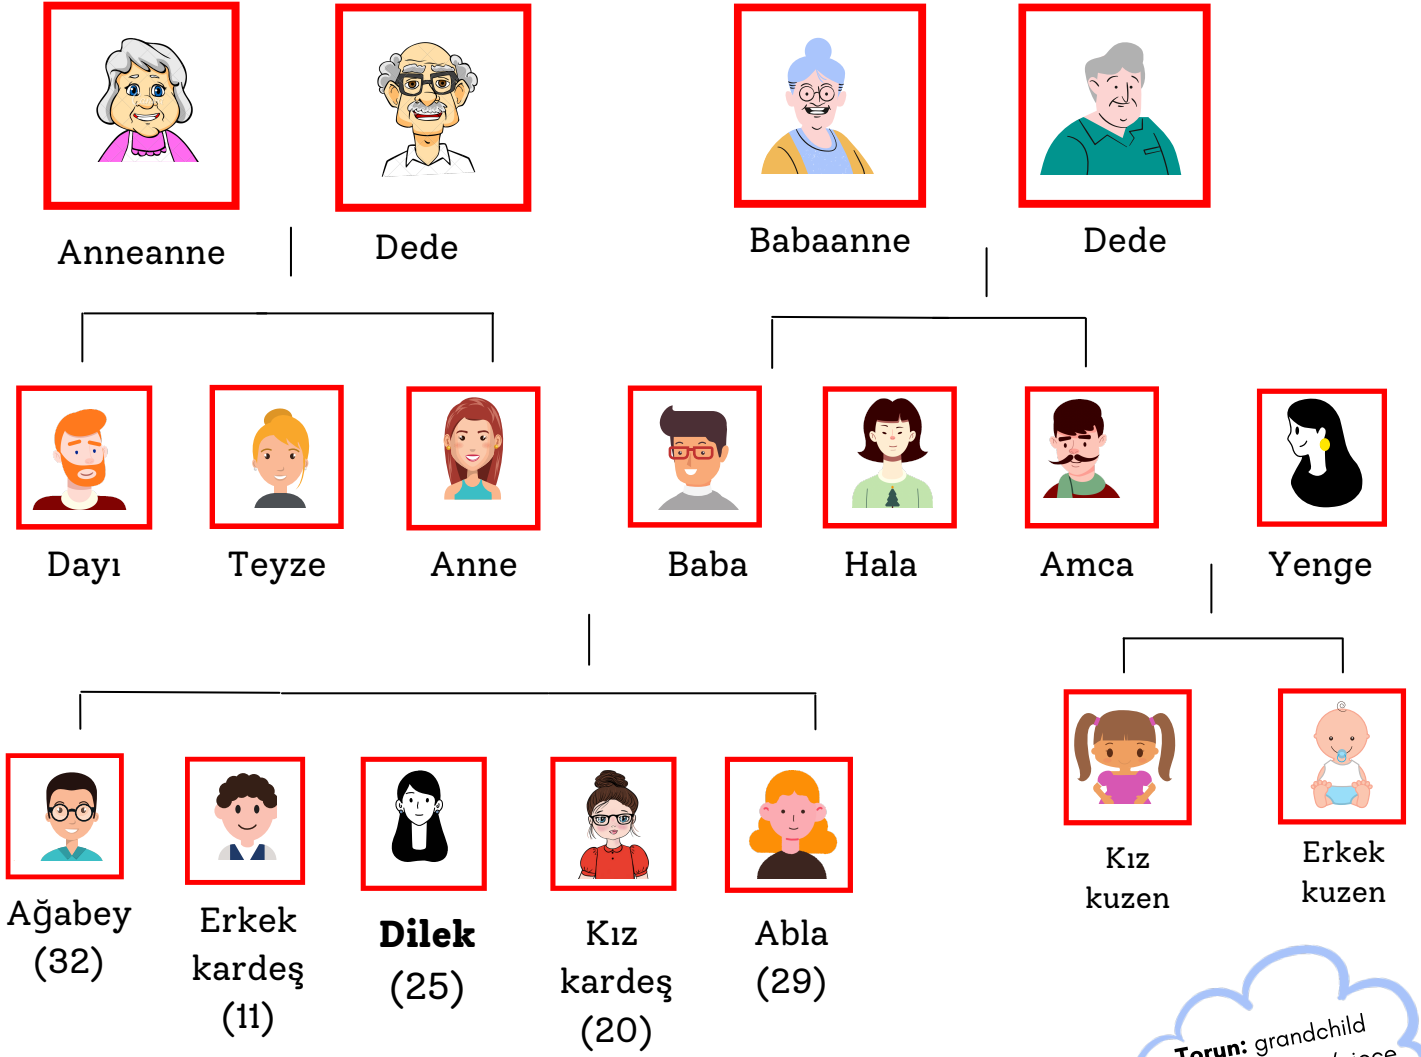 Anneanne
Dede
Babaanne
Dede
Dayı
Teyze
Anne
Baba
Hala
Amca
Yenge
Ağabey
(32)
Erkek
kardeş
(11)
Dilek
(25)
Kız
kardeş
(20)
Abla
(29)
Kız
kuzen
Erkek
kuzen
Torun: grandchild